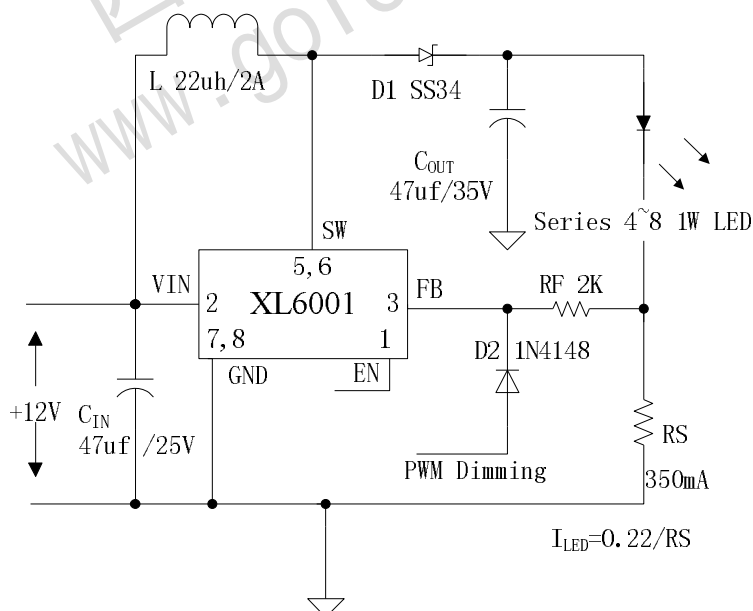 L 22uh/2A
D1 SS34
COUT
47uf/35V
Series 4~8 1W LED
SW
5,6
VIN
2
XL6001
3
FB
RF 2K
7,8
1
GND
EN
D2 1N4148
+12V
CIN
47uf /25V
PWM Dimming
RS
350mA
ILED=0.22/RS